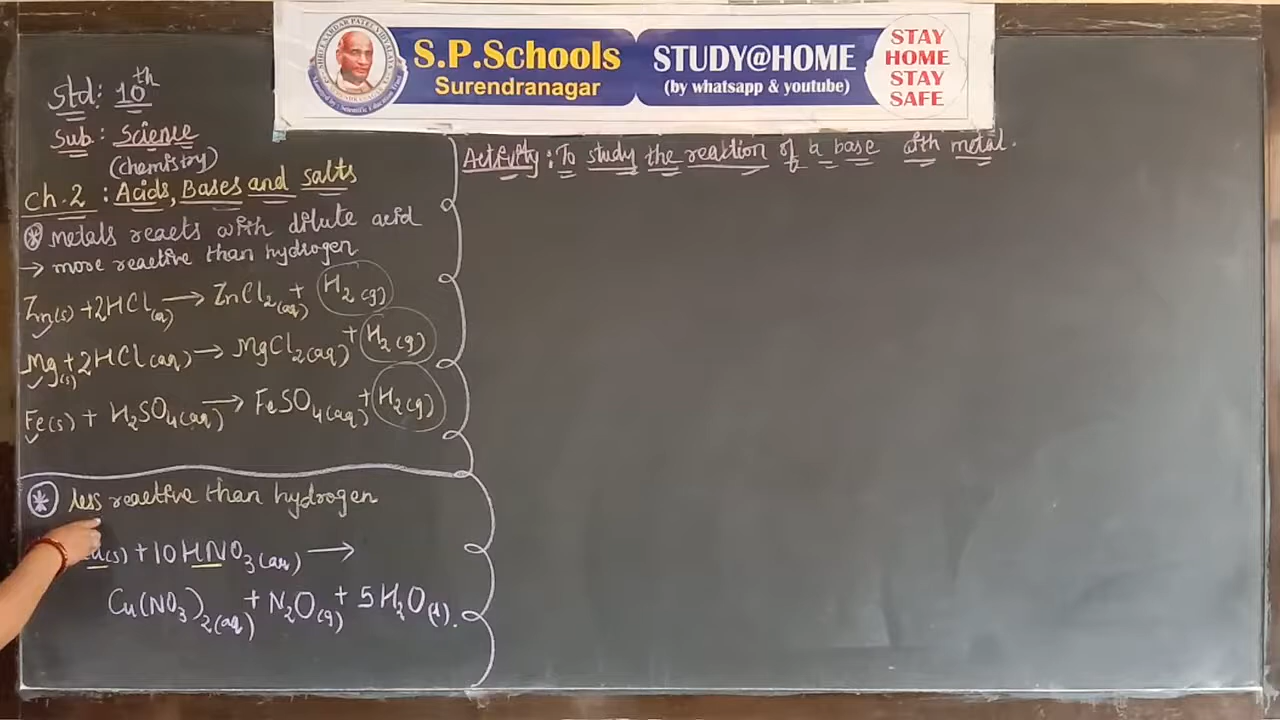 S.P.Schools
Surendranagar
STUDY@HOME
(by whatsapp & youtube)
STAY
HOME
STAY
SAFE
Std: 10th
Sub: Science
(chemistry)
Ch.2 : Acids, Bases and salts
* Metals reacts with dilute acid
→ more reactive than hydrogen
Zn(s) + 2HCl(a) → ZnCl2(aq) + H2(g)
Mg(s) + 2HCl(aq) → MgCl2(aq) + H2(g)
Fe(s) + H2SO4(aq) → FeSO4(aq) + H2(g)
* less reactive than hydrogen
(s) + 10HNO3(aq) →
Cu(NO3)2(aq) + N2O(g) + 5H2O(l).
Activity: To study the reaction of a base with metal.